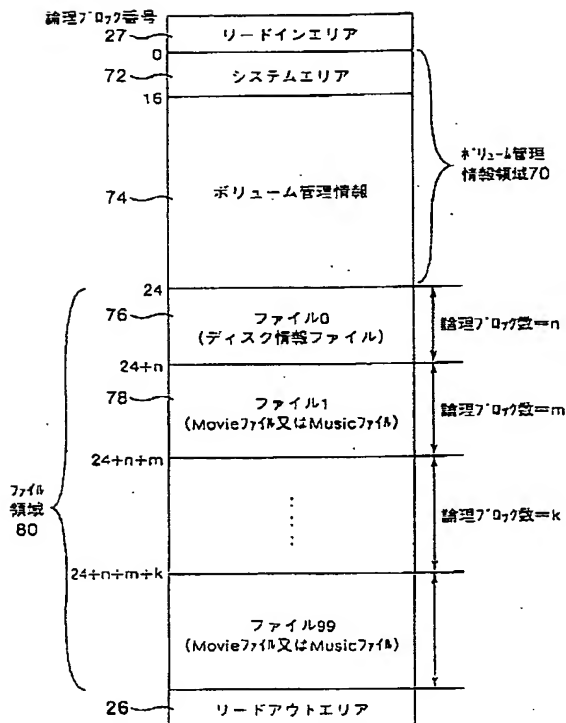 論理ブロック番号
27
リードインエリア
0
72
システムエリア
16
ボリューム管理
情報領域70
74
ボリューム管理情報
24
76
ファイル0
(ディスク情報ファイル)
論理ブロック数=n
24+n
78
ファイル1
(Movieファイル又はMusicファイル)
論理ブロック数=m
24+n+m
ファイル
領域
80
論理ブロック数=k
24+n+m+k
ファイル99
(Movieファイル又はMusicファイル)
26
リードアウトエリア